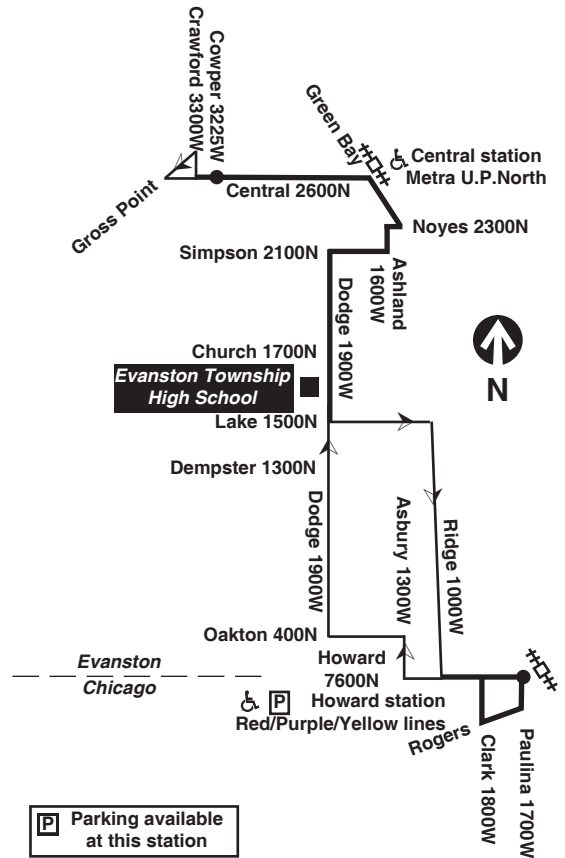 Cowper 3225W
Crawford 3300W
Green Bay
Central station
Metra U.P.North
Central 2600N
Gross Point
Noyes 2300N
Simpson 2100N
Ashland
1600W
Dodge 1900W
Church 1700N
Evanston Township
High School
N
Lake 1500N
Dempster 1300N
Dodge 1900W
Asbury 1300W
Ridge 1000W
Oakton 400N
Evanston
Chicago
Howard
7600N
P
Howard station
Red/Purple/Yellow lines
Rogers
Clark 1800W
Paulina 1700W
P
Parking available
at this station